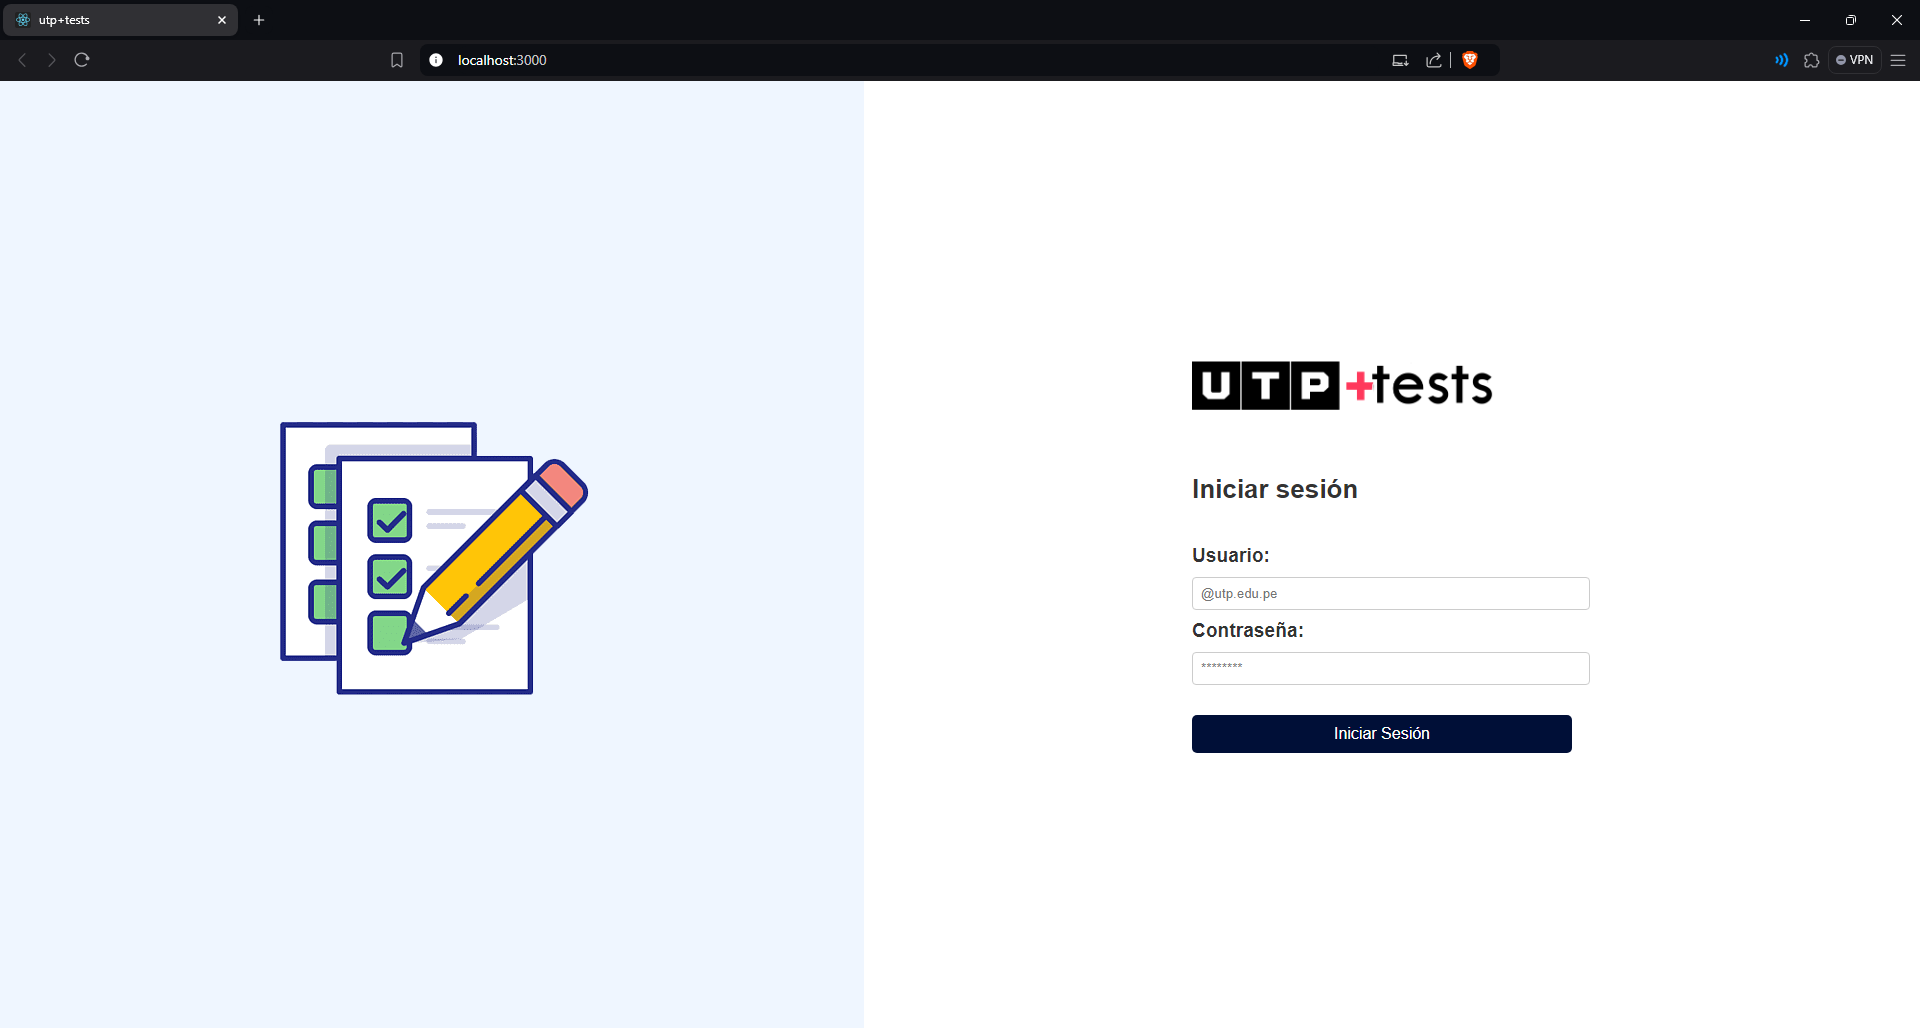 utp+tests
localhost:3000
VPN
UTP+tests
Iniciar sesión
Usuario:
@utp.edu.pe
Contraseña:
********
Iniciar Sesión